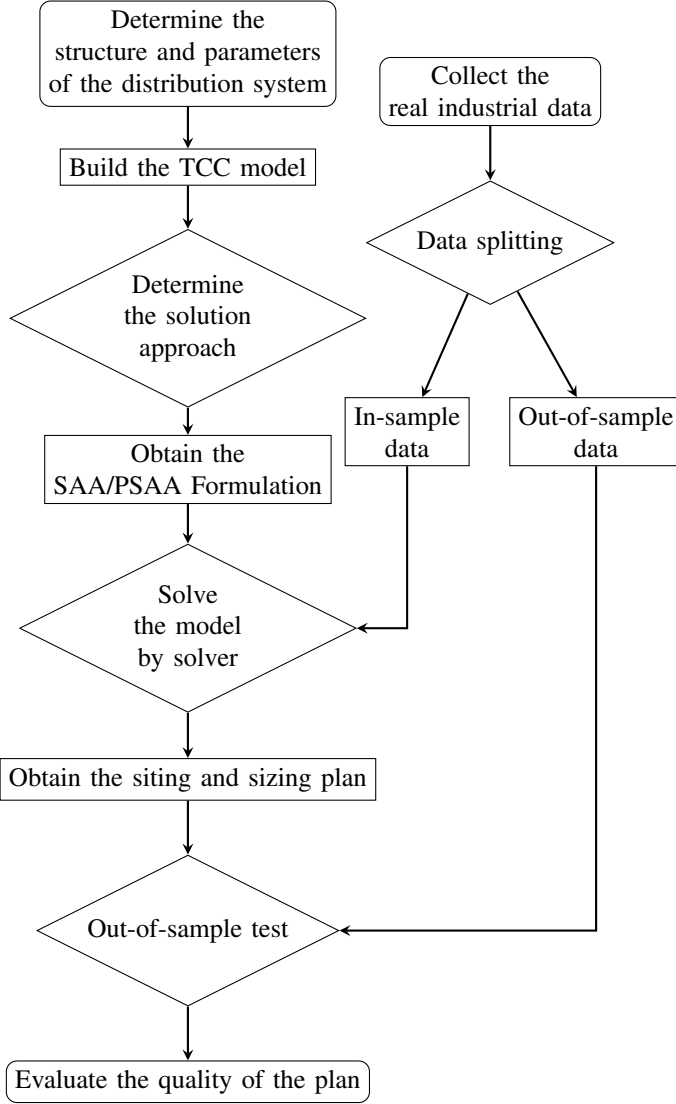 Determine the
structure and parameters
of the distribution system
Collect the
real industrial data
Build the TCC model
Data splitting
Determine
the solution
approach
In-sample
data
Out-of-sample
data
Obtain the
SAA/PSAA Formulation
Solve
the model
by solver
Obtain the siting and sizing plan
Out-of-sample test
Evaluate the quality of the plan